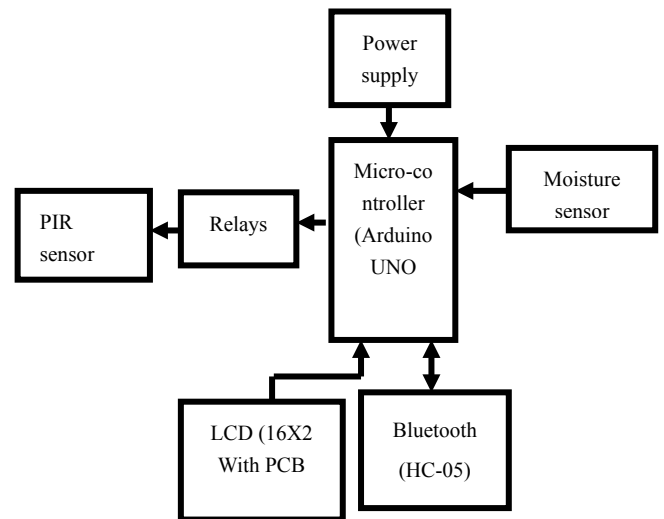 Power
supply
Micro-co
ntroller
(Arduino
UNO
Moisture
sensor
PIR
sensor
Relays
LCD (16X2
With PCB
Bluetooth
(HC-05)